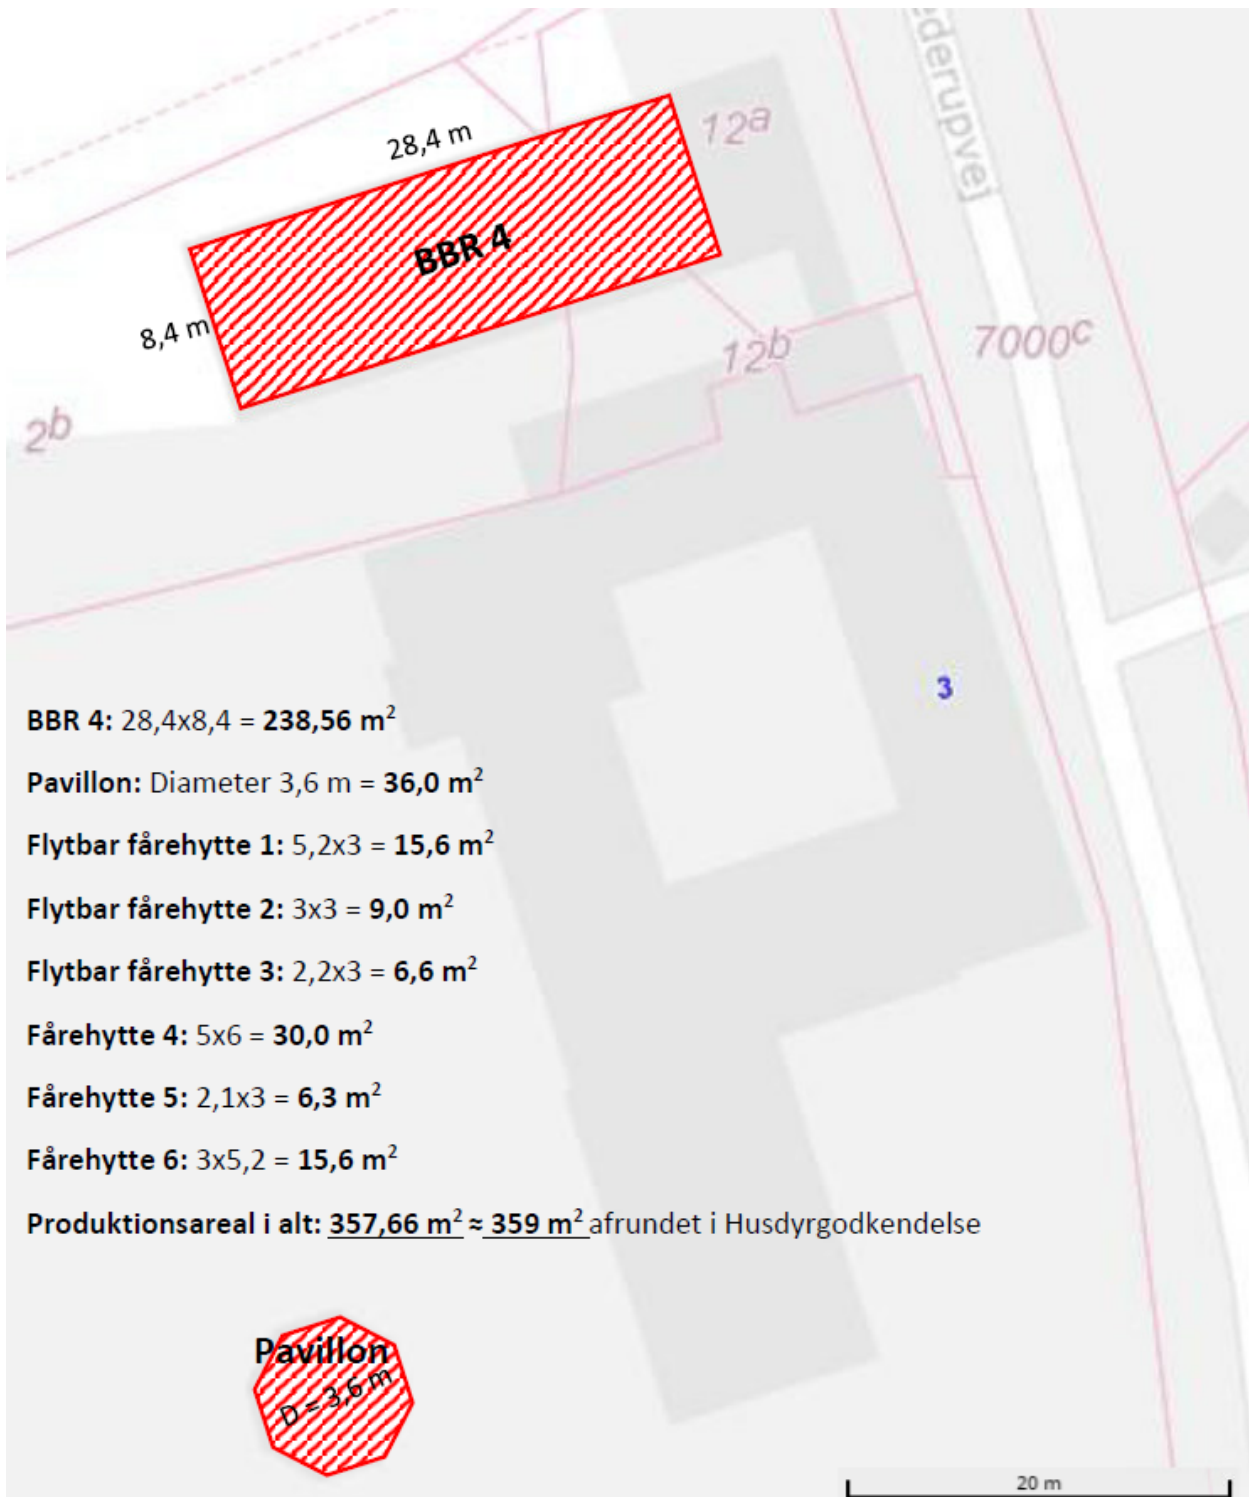 ederupvej
28,4 m
12a
BBR 4
8,4 m
12b
7000c
2b
3
BBR 4: 28,4x8,4 = 238,56 m²
Pavillon: Diameter 3,6 m = 36,0 m²
Flytbar fårehytte 1: 5,2x3 = 15,6 m²
Flytbar fårehytte 2: 3x3 = 9,0 m²
Flytbar fårehytte 3: 2,2x3 = 6,6 m²
Fårehytte 4: 5x6 = 30,0 m²
Fårehytte 5: 2,1x3 = 6,3 m²
Fårehytte 6: 3x5,2 = 15,6 m²
Produktionsareal i alt: 357,66 m² ≈ 359 m² afrundet i Husdyrgodkendelse
Pavillon
D = 3,6 m
20 m